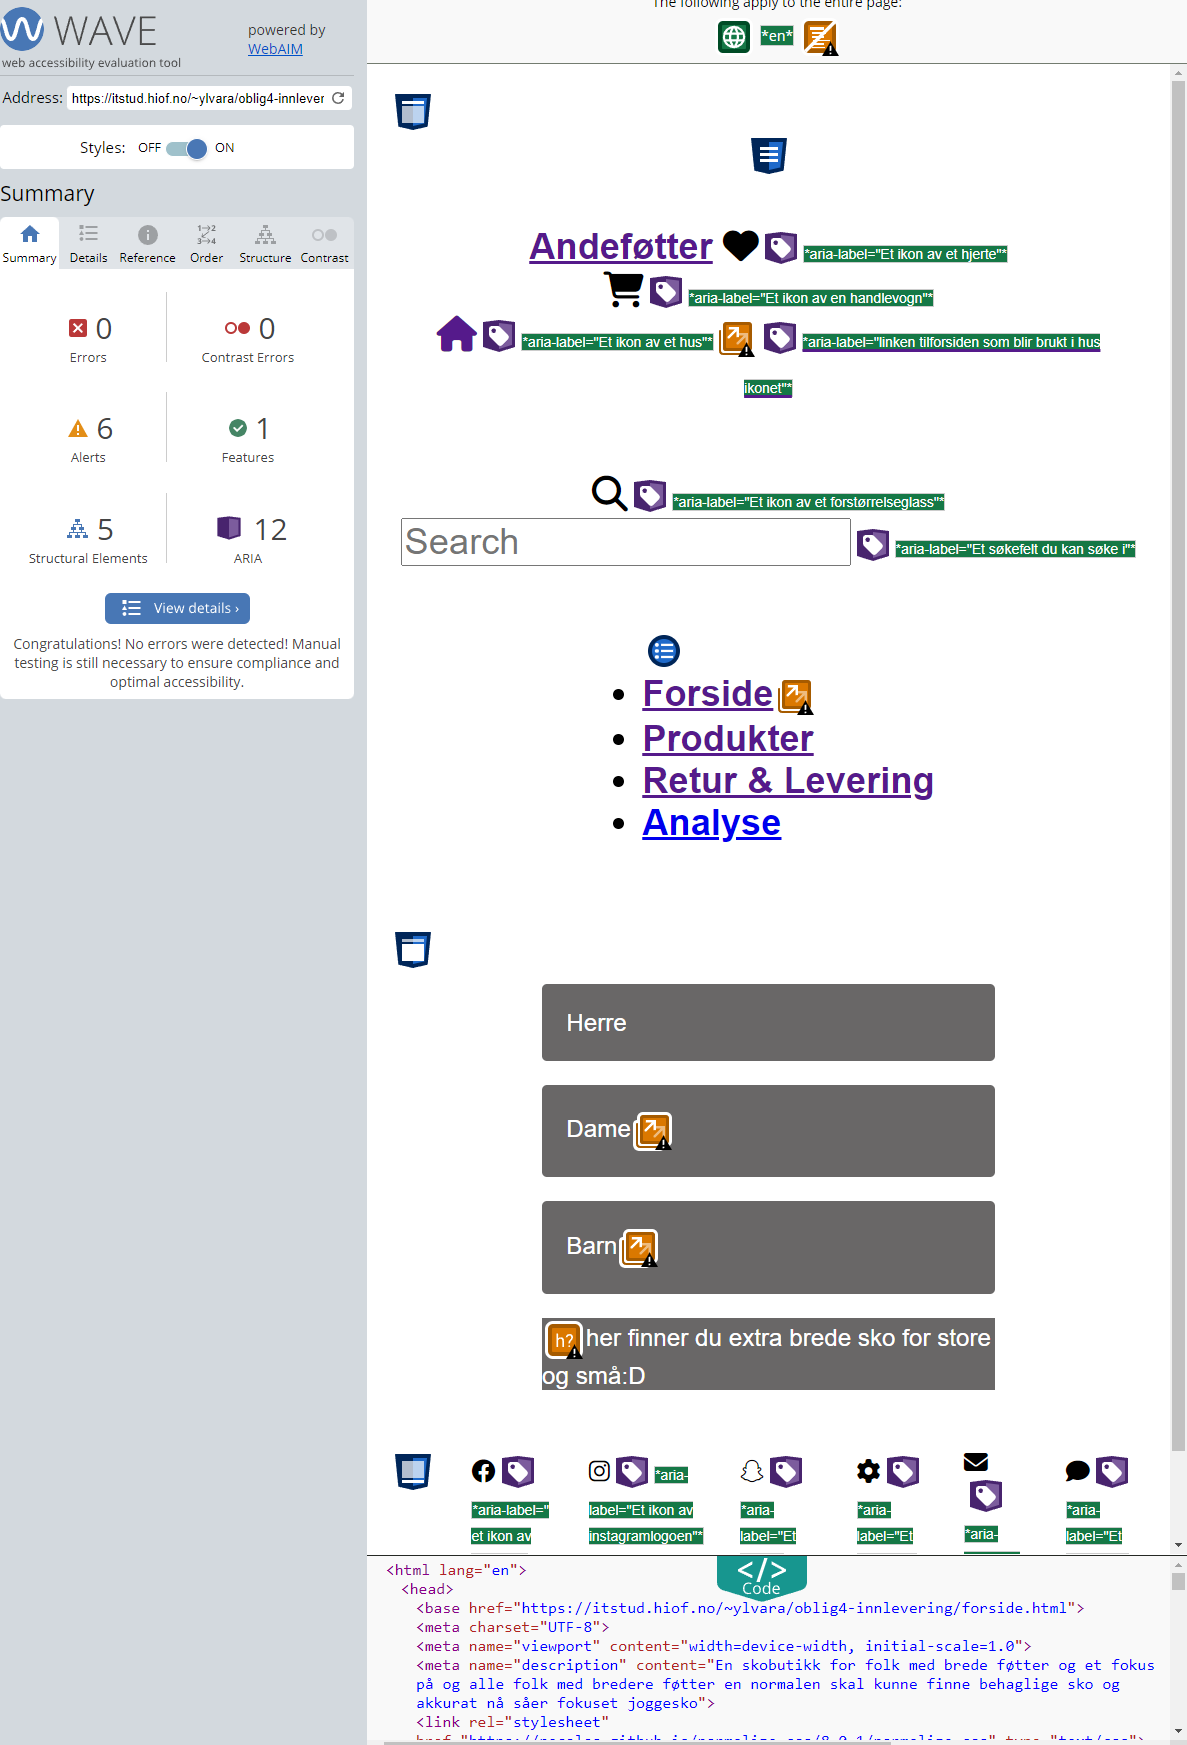 WAVE
powered by
WebAIM
web accessibility evaluation tool
Address: https://itstud.hiof.no/~ylvara/oblig4-innlever
Styles: OFF ON
Summary
Summary Details Reference Order Structure Contrast
0
Errors
0
Contrast Errors
6
Alerts
1
Features
5
Structural Elements
12
ARIA
View details ›
Congratulations! No errors were detected! Manual
testing is still necessary to ensure compliance and
optimal accessibility.
The following apply to the entire page:
*en*
Andeføtter *aria-label="Et ikon av et hjerte"*
*aria-label="Et ikon av en handlevogn"*
*aria-label="Et ikon av et hus"* *aria-label="linken tilforsiden som blir brukt i hus
ikonet"*
*aria-label="Et ikon av et forstørrelseglass"*
Search *aria-label="Et søkefelt du kan søke i"*
Forside
Produkter
Retur & Levering
Analyse
Herre
Dame
Barn
h? her finner du extra brede sko for store
og små:D
*aria-label="
et ikon av
*aria-
label="Et ikon av
instagramlogoen"*
*aria-
label="Et
*aria-
label="Et
*aria-
*aria-
label="Et
</>
Code
<html lang="en">
<head>
<base href="https://itstud.hiof.no/~ylvara/oblig4-innlevering/forside.html">
<meta charset="UTF-8">
<meta name="viewport" content="width=device-width, initial-scale=1.0">
<meta name="description" content="En skobutikk for folk med brede føtter og et fokus
på og alle folk med bredere føtter en normalen skal kunne finne behaglige sko og
akkurat nå såer fokuset joggesko">
<link rel="stylesheet"